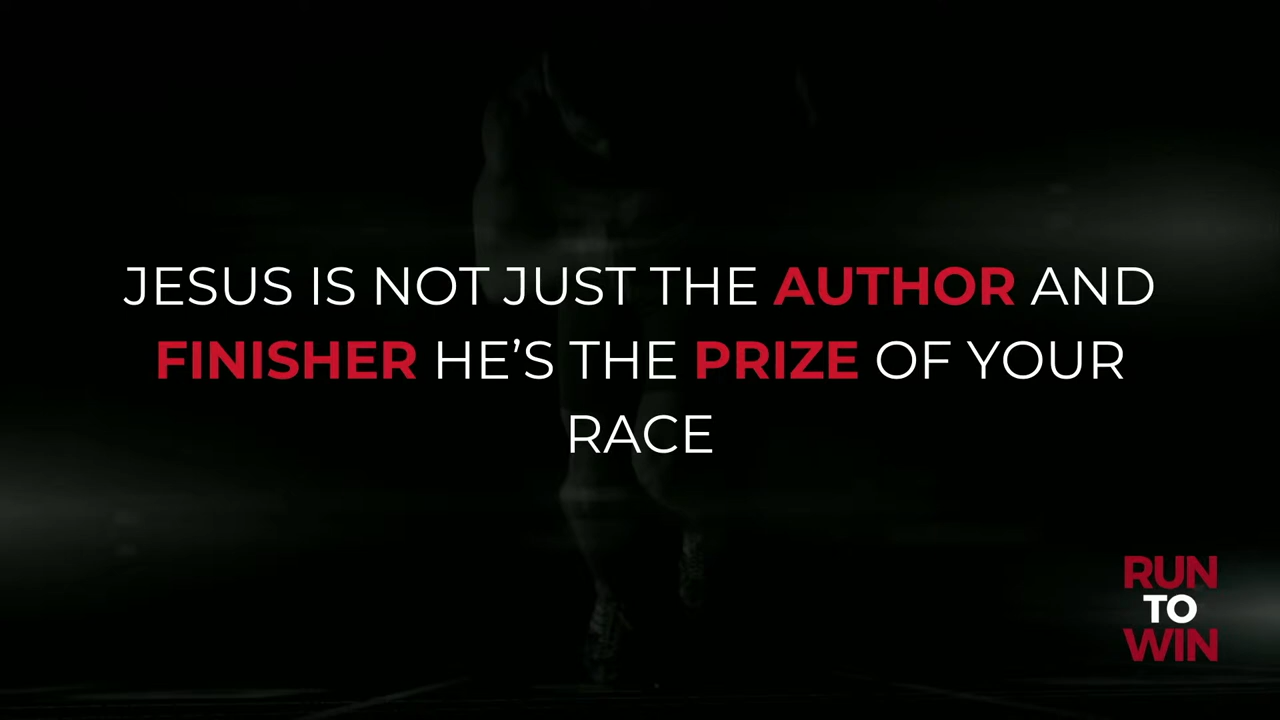 JESUS IS NOT JUST THE AUTHOR AND
FINISHER HE’S THE PRIZE OF YOUR
RACE
RUN
TO
WIN